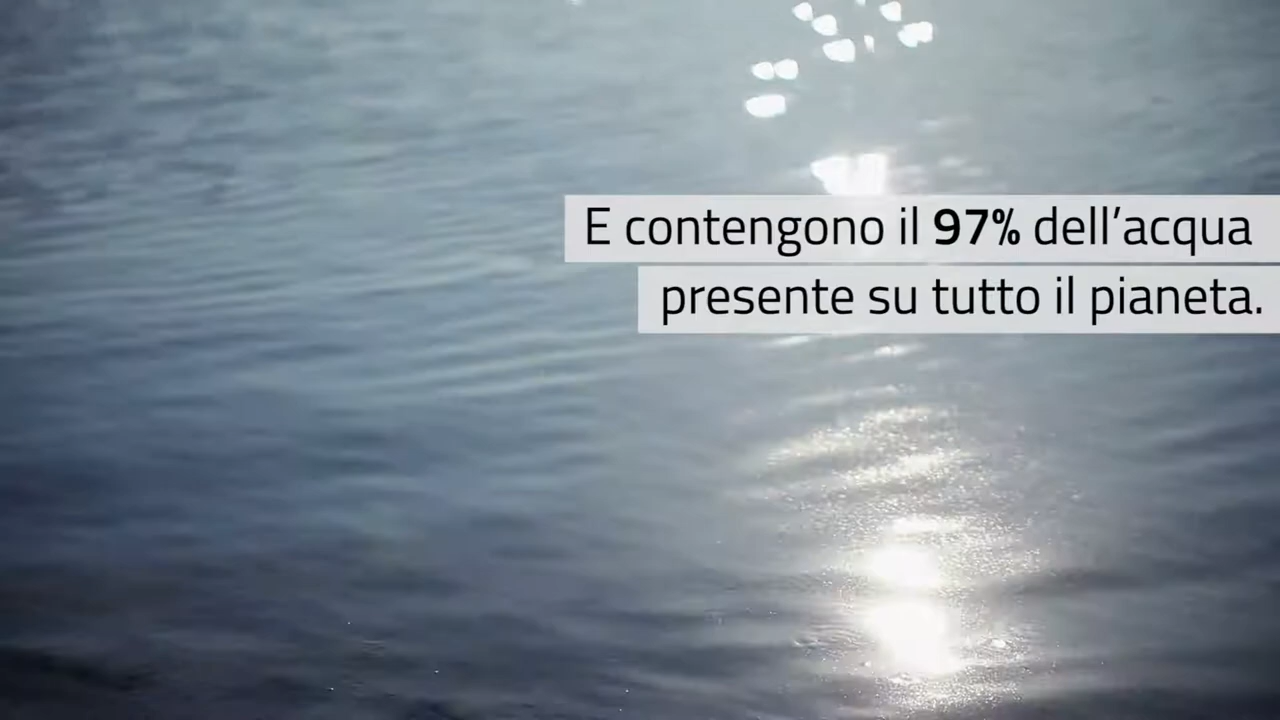 E contengono il 97% dell’acqua
presente su tutto il pianeta.